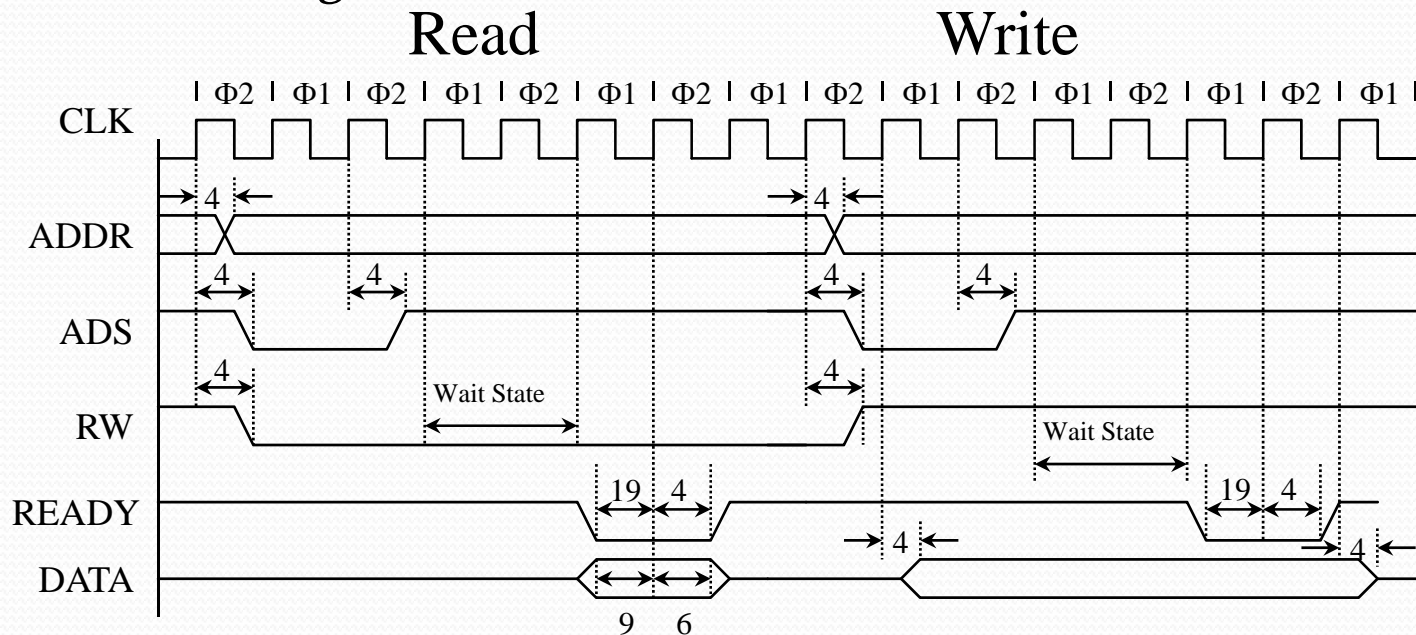 Read Write
Φ2 Φ1 Φ2 Φ1 Φ2 Φ1 Φ2 Φ1 Φ2 Φ1 Φ2 Φ1 Φ2 Φ1 Φ2 Φ1
CLK
4 4
ADDR
4 4 4 4
ADS
4 Wait State 4
RW
Wait State
19 4 19 4
READY
4 4
DATA
9 6